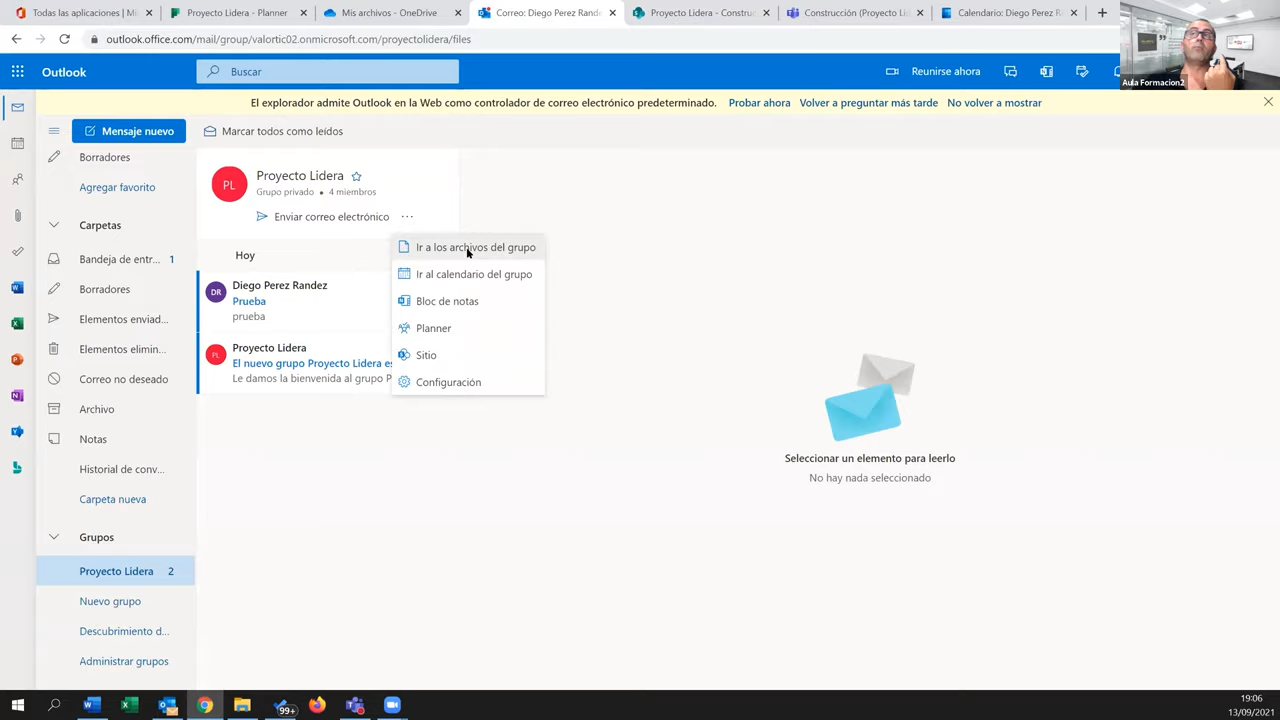 Todas las aplicaciones | Mi
Proyecto Lidera - Planner
Mis archivos - OneDrive
Correo: Diego Perez Rande
Proyecto Lidera - Construc
Construcción (Proyecto Li
Calendario: Diego Perez R
outlook.office.com/mail/group/valortic02.onmicrosoft.com/proyectolidera/files
Outlook
Buscar
Reunirse ahora
Aula Formacion2
El explorador admite Outlook en la Web como controlador de correo electrónico predeterminado. Probar ahora Volver a preguntar más tarde No volver a mostrar
Mensaje nuevo
Marcar todos como leídos
Borradores
Agregar favorito
Carpetas
Bandeja de entr... 1
Borradores
Elementos enviad...
Elementos elimin...
Correo no deseado
Archivo
Notas
Historial de conv...
Carpeta nueva
Grupos
Proyecto Lidera 2
Nuevo grupo
Descubrimiento d...
Administrar grupos
PL
Proyecto Lidera
Grupo privado • 4 miembros
Enviar correo electrónico ...
Hoy
DR
Diego Perez Randez
Prueba
prueba
PL
Proyecto Lidera
El nuevo grupo Proyecto Lidera es
Le damos la bienvenida al grupo P
Ir a los archivos del grupo
Ir al calendario del grupo
Bloc de notas
Planner
Sitio
Configuración
Seleccionar un elemento para leerlo
No hay nada seleccionado
99+
19:06
13/09/2021